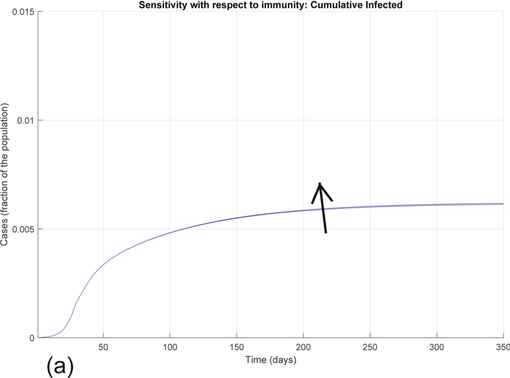 Sensitivity with respect to immunity: Cumulative Infected
0.015
0.01
0.005
0
Cases (fraction of the population)
50 100 150 200 250 300 350
Time (days)
(a)